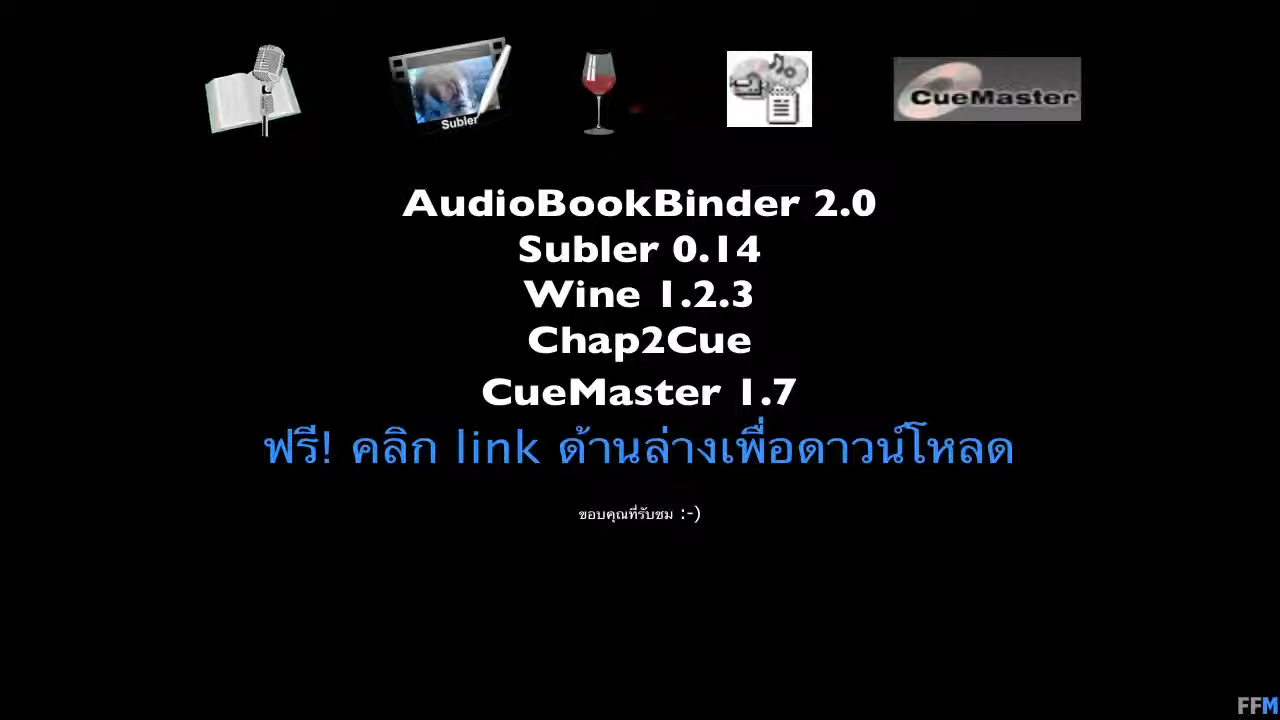 Subler
CueMaster
AudioBookBinder 2.0
Subler 0.14
Wine 1.2.3
Chap2Cue
CueMaster 1.7
ฟรี! คลิก link ด้านล่างเพื่อดาวน์โหลด
ขอบคุณที่รับชม :-)
FFM